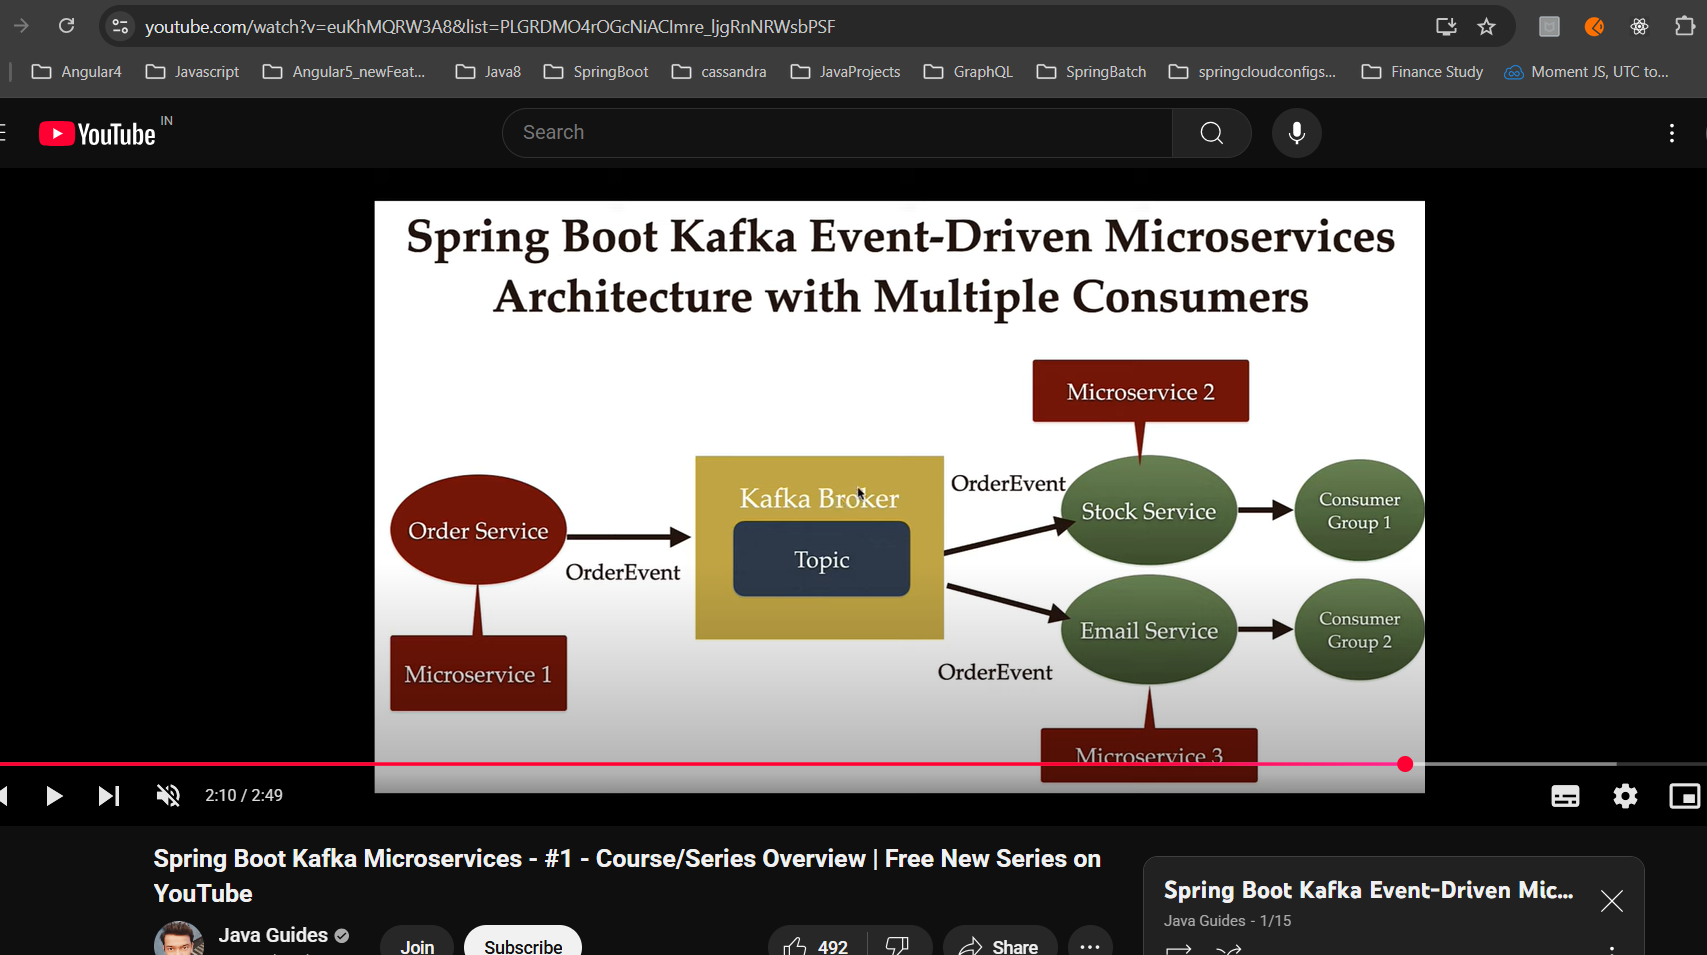 youtube.com/watch?v=euKhMQRW3A8&list=PLGRDMO4rOGcNiACImre_ljgRnNRWsbPSF
Angular4 Javascript Angular5_newFeat... Java8 SpringBoot cassandra JavaProjects GraphQL SpringBatch springcloudconfigs... Finance Study Moment JS, UTC to...
YouTube IN
Search
Spring Boot Kafka Event-Driven Microservices
Architecture with Multiple Consumers
Microservice 2
OrderEvent
Kafka Broker
Stock Service
Consumer
Group 1
Order Service
Topic
OrderEvent
Email Service
Consumer
Group 2
OrderEvent
Microservice 1
Microservice 3
2:10 / 2:49
Spring Boot Kafka Microservices - #1 - Course/Series Overview | Free New Series on
YouTube
Spring Boot Kafka Event-Driven Mic...
Java Guides - 1/15
Java Guides
Join
Subscribe
492
Share